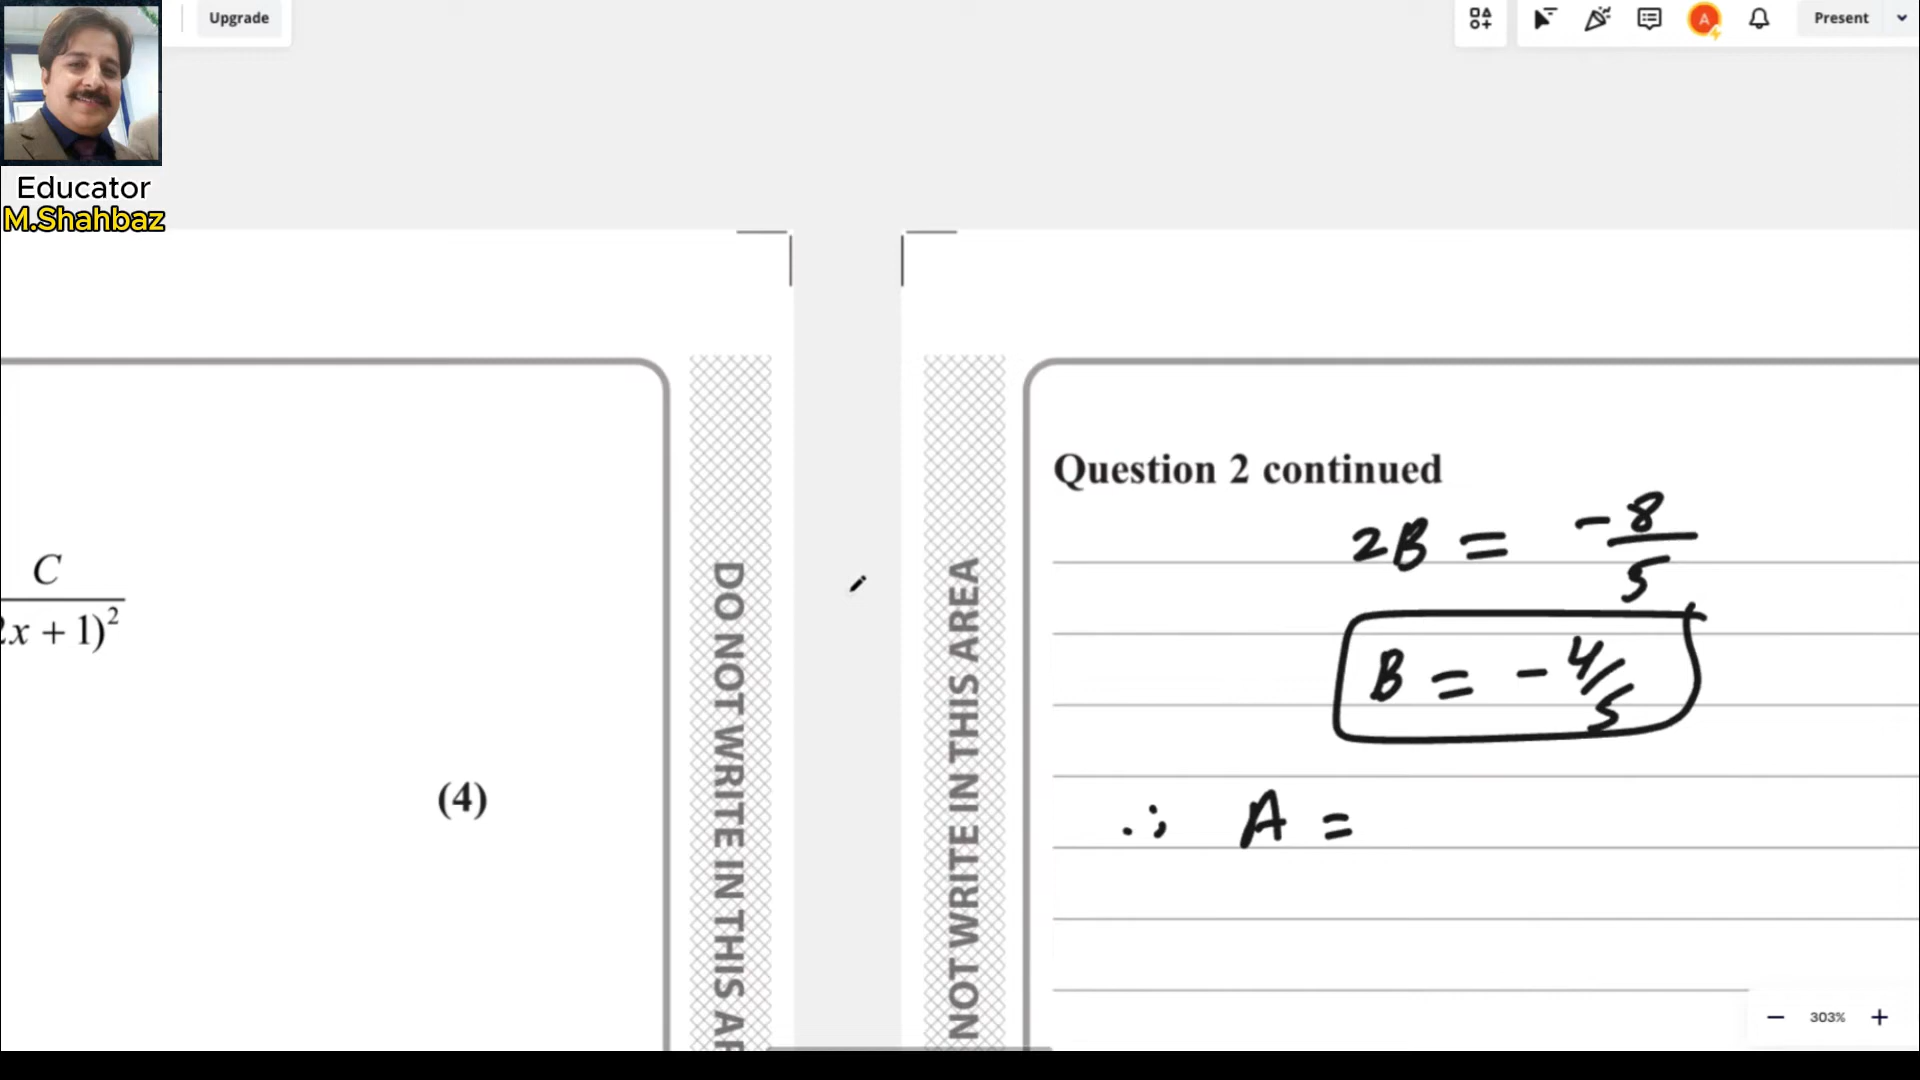 Upgrade
A
Present
Educator
M.Shahbaz
C
x + 1)²
(4)
DO NOT WRITE IN THIS AR
NOT WRITE IN THIS AREA
Question 2 continued
2B = -8/5
B = -4/5
∴ A =
303%